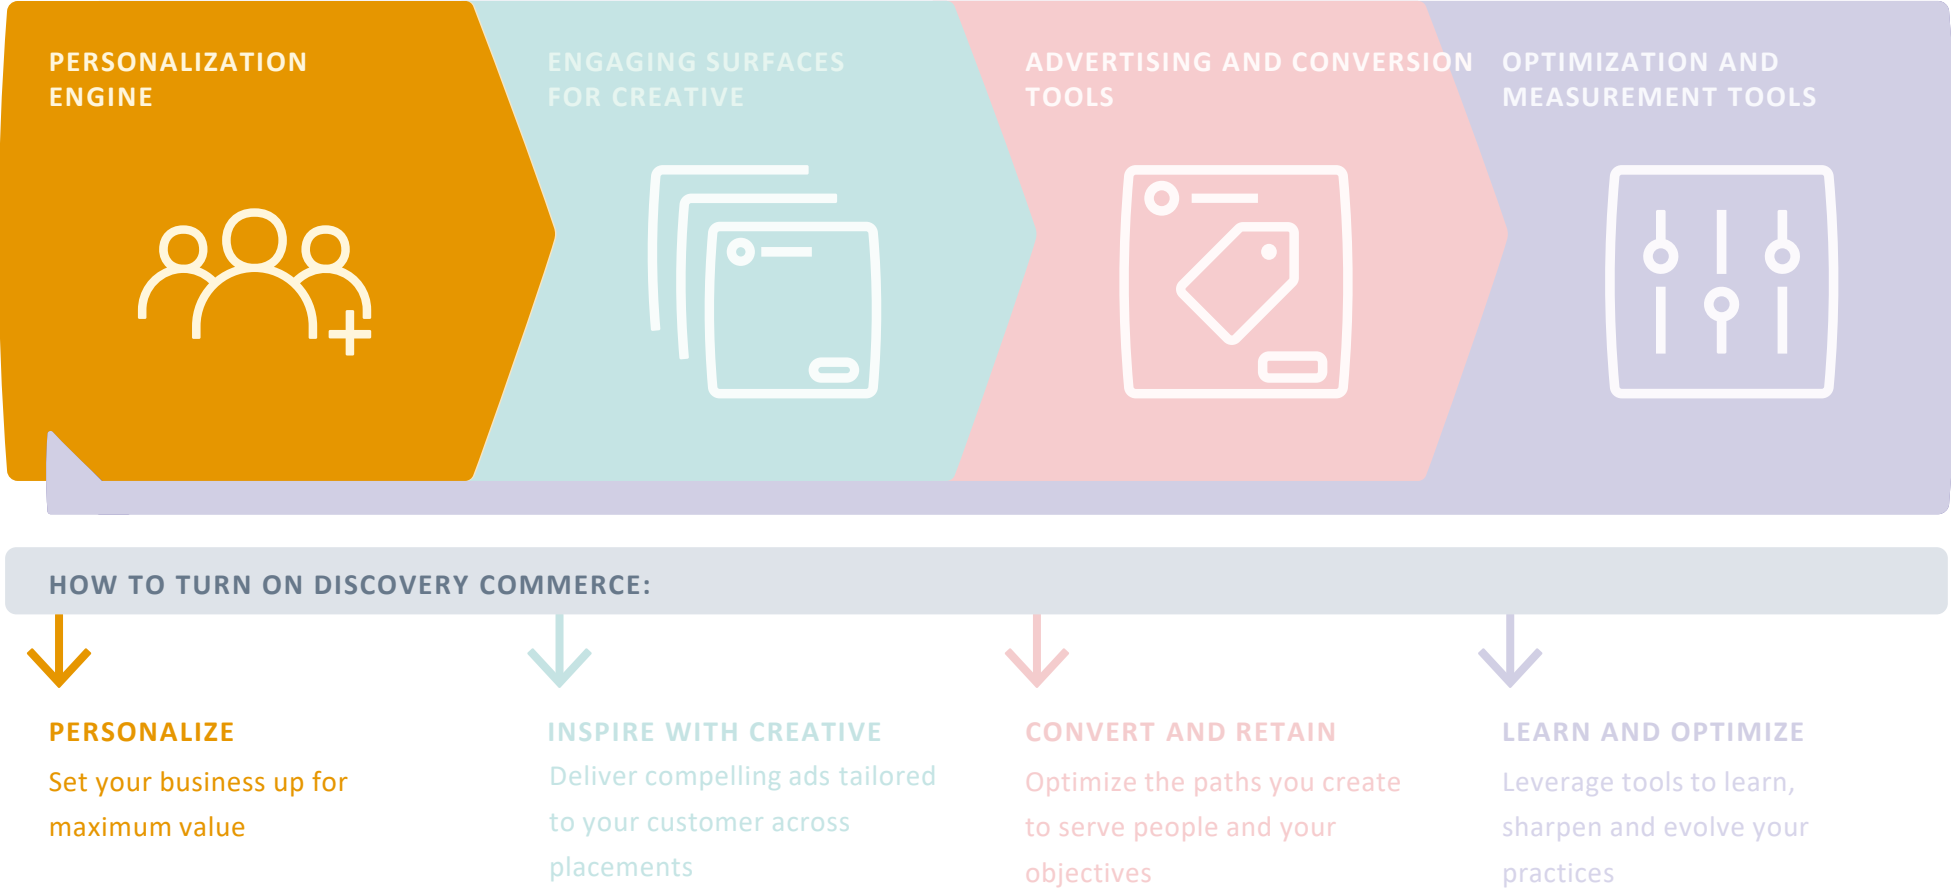 PERSONALIZATION
ENGINE
ENGAGING SURFACES
FOR CREATIVE
ADVERTISING AND CONVERSION
TOOLS
OPTIMIZATION AND
MEASUREMENT TOOLS
HOW TO TURN ON DISCOVERY COMMERCE:
PERSONALIZE
Set your business up for
maximum value
INSPIRE WITH CREATIVE
Deliver compelling ads tailored
to your customer across
placements
CONVERT AND RETAIN
Optimize the paths you create
to serve people and your
objectives
LEARN AND OPTIMIZE
Leverage tools to learn,
sharpen and evolve your
practices